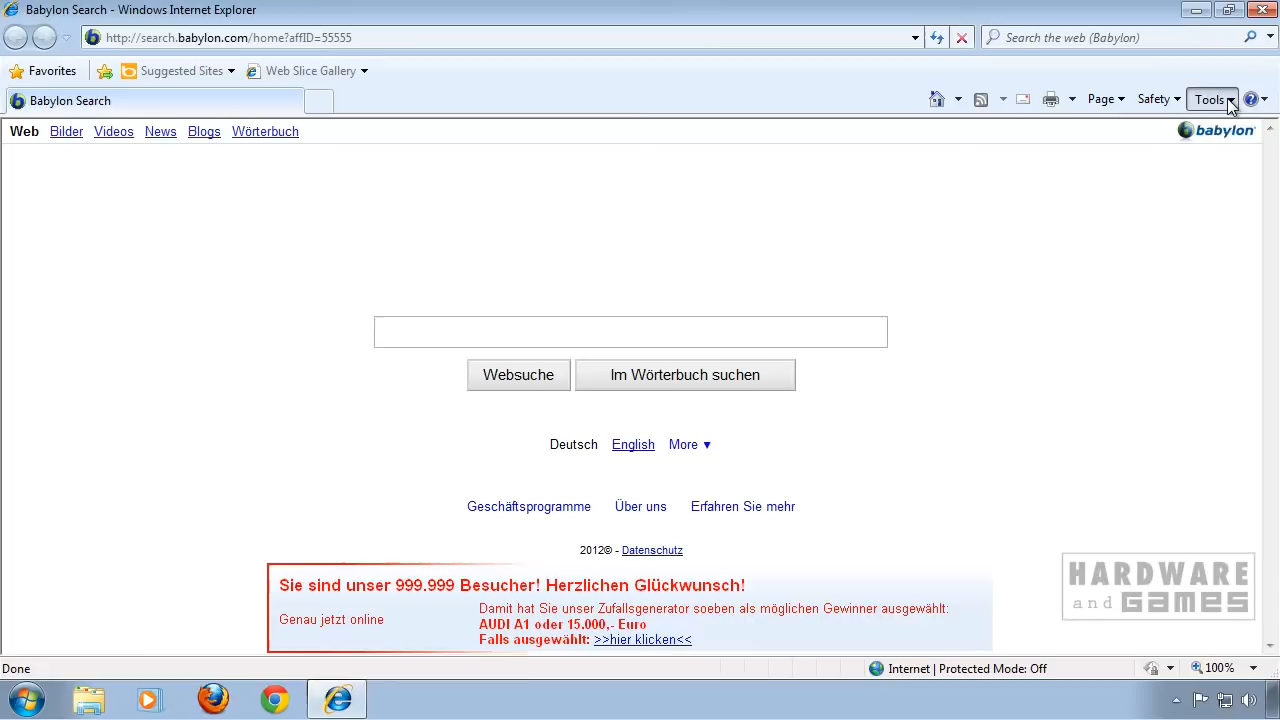 Babylon Search - Windows Internet Explorer
http://search.babylon.com/home?affID=55555
Search the web (Babylon)
Favorites Suggested Sites Web Slice Gallery
Babylon Search
Page Safety Tools
Web Bilder Videos News Blogs Wörterbuch
babylon
Websuche Im Wörterbuch suchen
Deutsch English More ▼
Geschäftsprogramme Über uns Erfahren Sie mehr
2012© - Datenschutz
Sie sind unser 999.999 Besucher! Herzlichen Glückwunsch!
Genau jetzt online
Damit hat Sie unser Zufallsgenerator soeben als möglichen Gewinner ausgewählt:
AUDI A1 oder 15.000,- Euro
Falls ausgewählt: >>hier klicken<<
HARDWARE
and GAMES
Done
Internet | Protected Mode: Off
100%